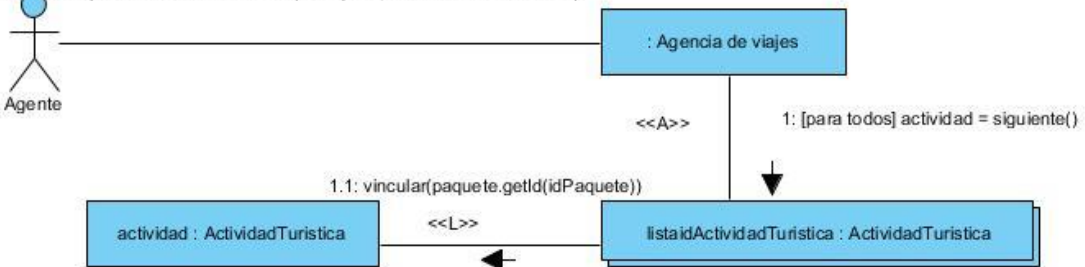 : Agencia de viajes
Agente
<<A>>
1: [para todos] actividad = siguiente()
1.1: vincular(paquete.getId(idPaquete))
<<L>>
actividad : ActividadTuristica
listaidActividadTuristica : ActividadTuristica